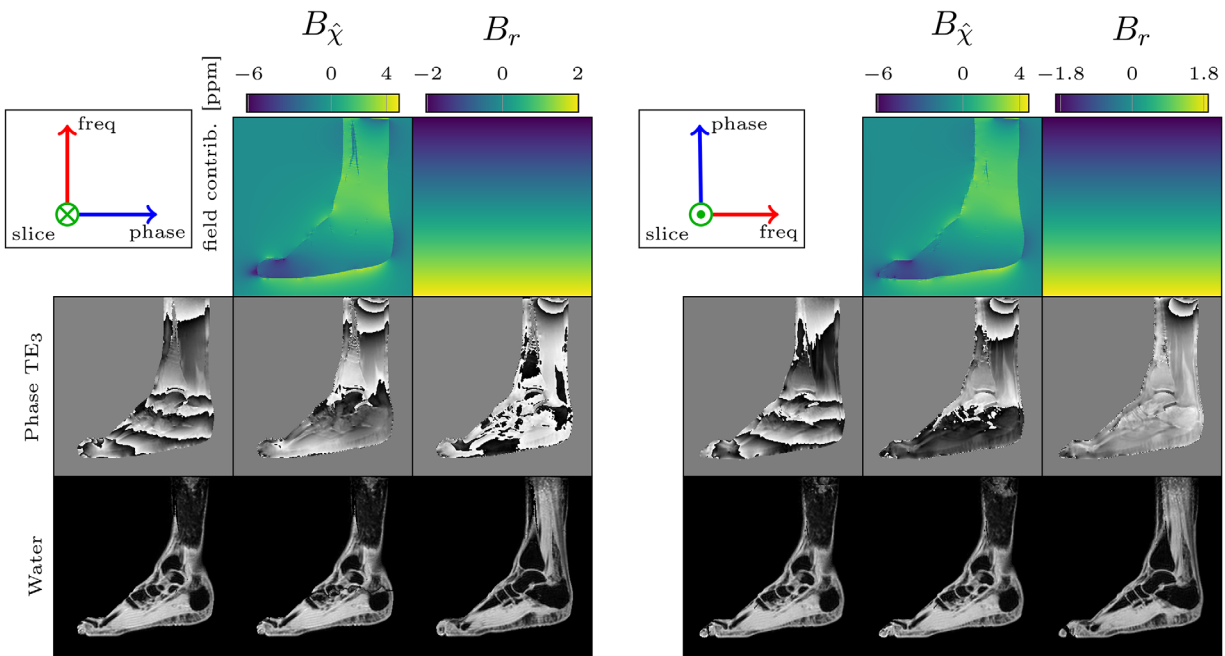 B_χ̂ B_r
−6 0 4 −2 0 2
field contrib. [ppm]
freq
slice phase
Phase TE₃
Water
B_χ̂ B_r
−6 0 4 −1.8 0 1.8
phase
slice freq